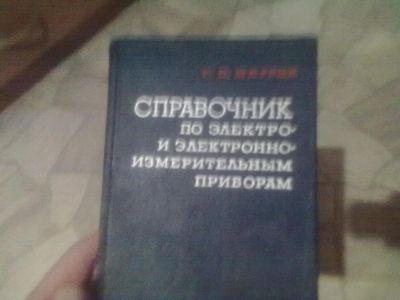 СПРАВОЧНИК
ПО ЭЛЕКТРО-
И ЭЛЕКТРОННО-
ИЗМЕРИТЕЛЬНЫМ
ПРИБОРАМ